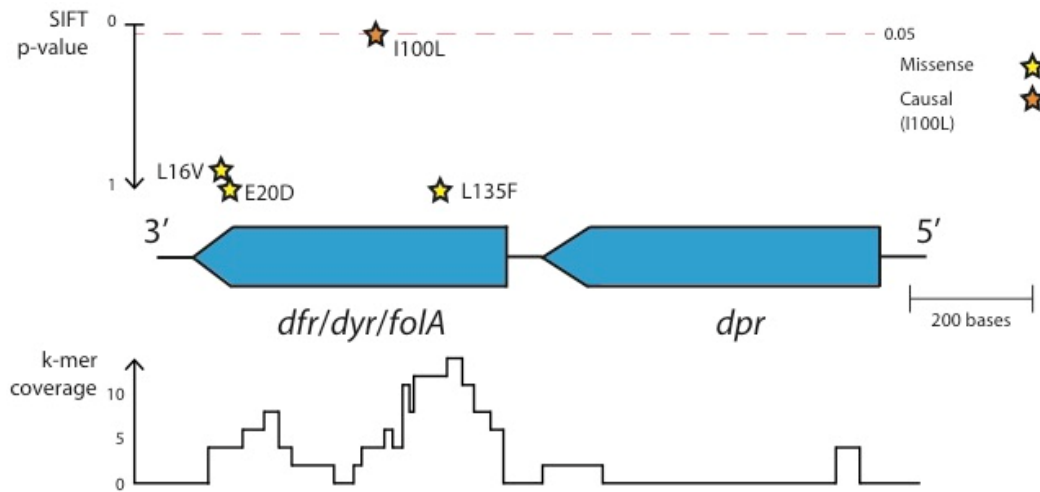 SIFT
p-value
0
0.05
I100L
Missense
Causal
(I100L)
L16V
1
E20D
L135F
3′
5′
dfr/dyr/folA
dpr
200 bases
k-mer
coverage
10
5
0